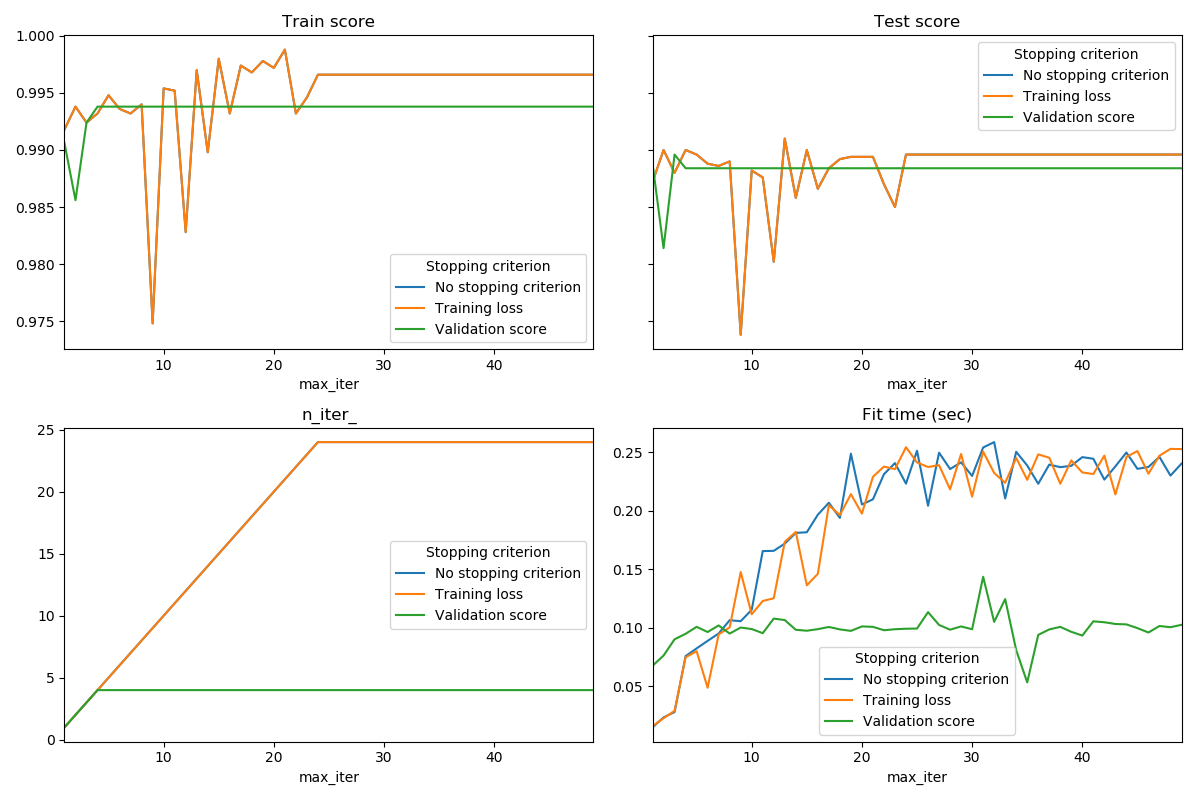 Train score
1.000
0.995
0.990
0.985
0.980
0.975
Stopping criterion
No stopping criterion
Training loss
Validation score
10
20
30
40
max_iter
Test score
Stopping criterion
No stopping criterion
Training loss
Validation score
10
20
30
40
max_iter
n_iter_
25
20
15
10
5
0
Stopping criterion
No stopping criterion
Training loss
Validation score
10
20
30
40
max_iter
Fit time (sec)
0.25
0.20
0.15
0.10
0.05
Stopping criterion
No stopping criterion
Training loss
Validation score
10
20
30
40
max_iter